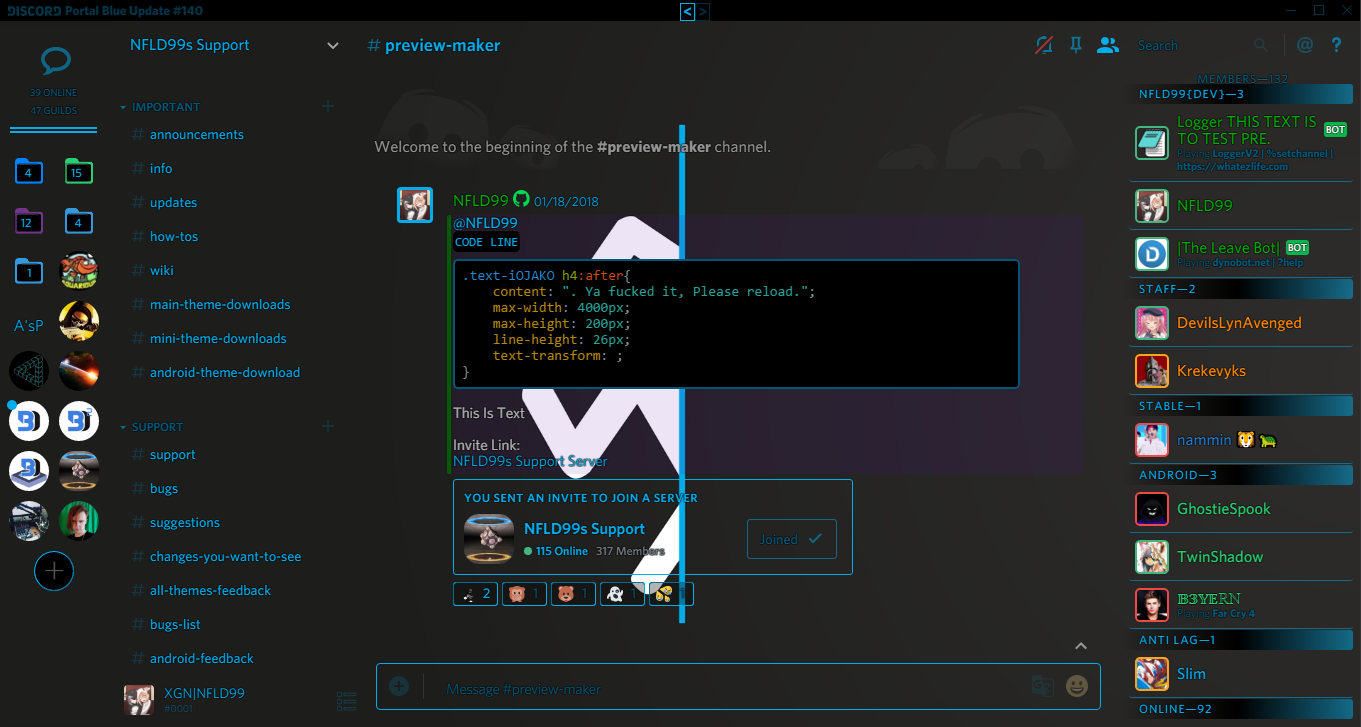 DISCORD Portal Blue Update #140
< >
39 ONLINE
47 GUILDS
4
15
12
4
1
A'sP
NFLD99s Support
IMPORTANT
# announcements
# info
# updates
# how-tos
# wiki
# main-theme-downloads
# mini-theme-downloads
# android-theme-download
SUPPORT
# support
# bugs
# suggestions
# changes-you-want-to-see
# all-themes-feedback
# bugs-list
# android-feedback
XGN|NFLD99
#0001
# preview-maker
Search
@ ?
Welcome to the beginning of the #preview-maker channel.
NFLD99 01/18/2018
@NFLD99
CODE LINE
.text-iOJAKO h4:after{
content: ". Ya fucked it, Please reload.";
max-width: 4000px;
max-height: 200px;
line-height: 26px;
text-transform: ;
}
This Is Text
Invite Link:
NFLD99s Support Server
YOU SENT AN INVITE TO JOIN A SERVER
NFLD99s Support
115 Online 317 Members
Joined
2 1 1 1
Message #preview-maker
MEMBERS—132
NFLD99{DEV}—3
Logger THIS TEXT IS
TO TEST PRE. BOT
Playing LoggerV2 | %setchannel |
https://whatezlife.com
NFLD99
|The Leave Bot| BOT
Playing dynobot.net | ?help
STAFF—2
DevilsLynAvenged
Krekevyks
STABLE—1
nammin 🐯🐢
ANDROID—3
GhostieSpook
TwinShadow
𝔹𝟛𝕐𝔼ℝℕ
Playing Far Cry 4
ANTI LAG—1
Slim
ONLINE—92